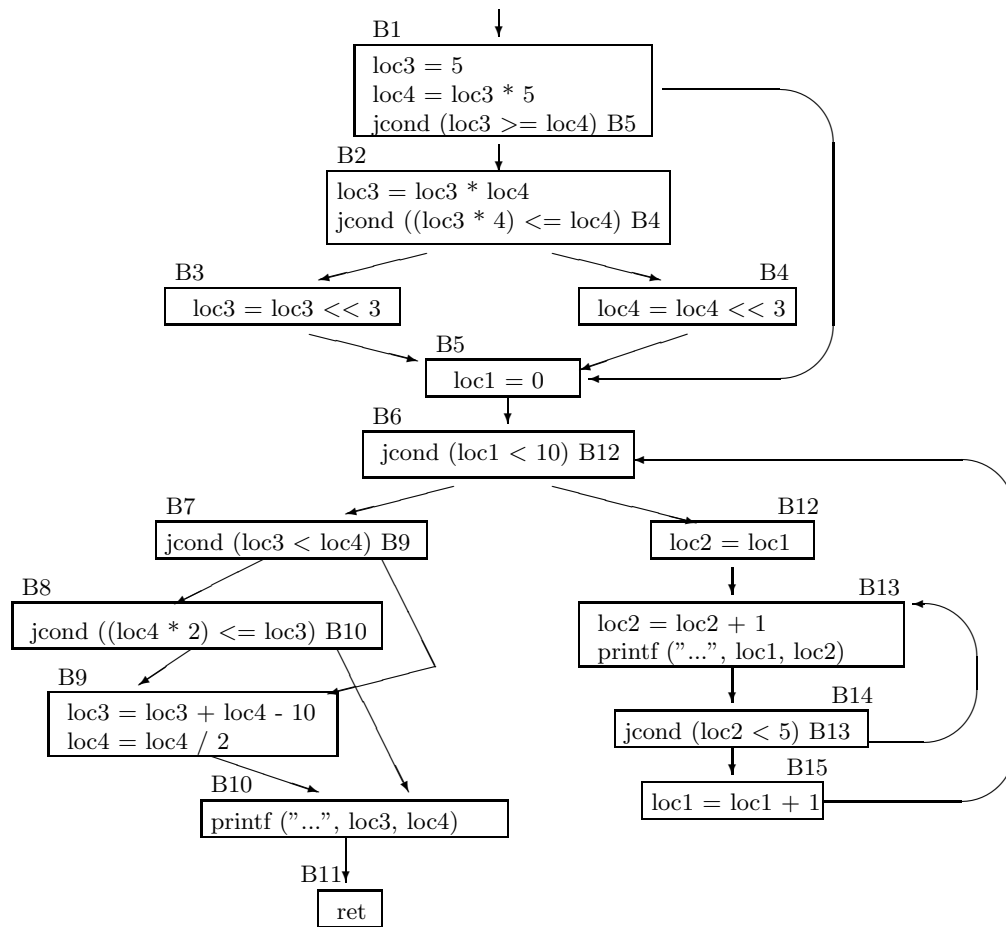 B1
loc3 = 5
loc4 = loc3 * 5
jcond (loc3 >= loc4) B5
B2
loc3 = loc3 * loc4
jcond ((loc3 * 4) <= loc4) B4
B3
loc3 = loc3 << 3
B4
loc4 = loc4 << 3
B5
loc1 = 0
B6
jcond (loc1 < 10) B12
B7
jcond (loc3 < loc4) B9
B8
jcond ((loc4 * 2) <= loc3) B10
B9
loc3 = loc3 + loc4 - 10
loc4 = loc4 / 2
B10
printf ("...", loc3, loc4)
B11
ret
B12
loc2 = loc1
B13
loc2 = loc2 + 1
printf ("...", loc1, loc2)
B14
jcond (loc2 < 5) B13
B15
loc1 = loc1 + 1